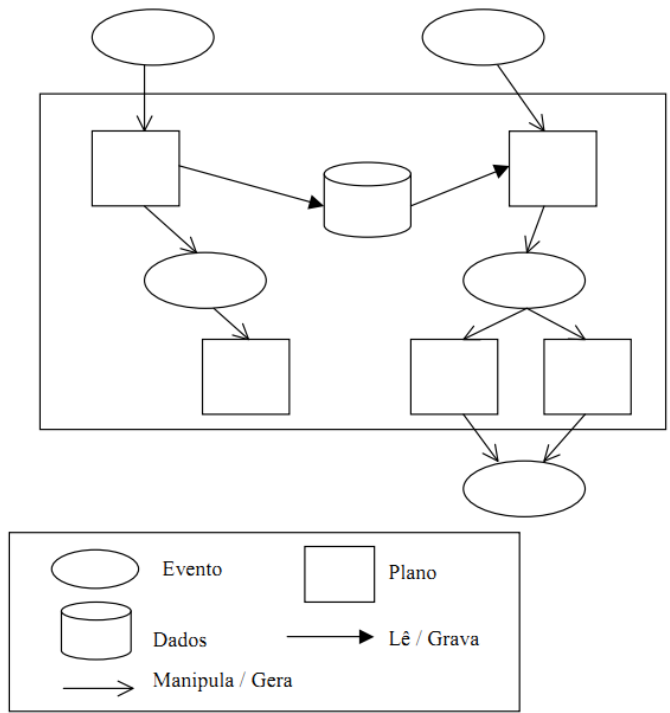 Evento
Plano
Dados
Lê / Grava
Manipula / Gera